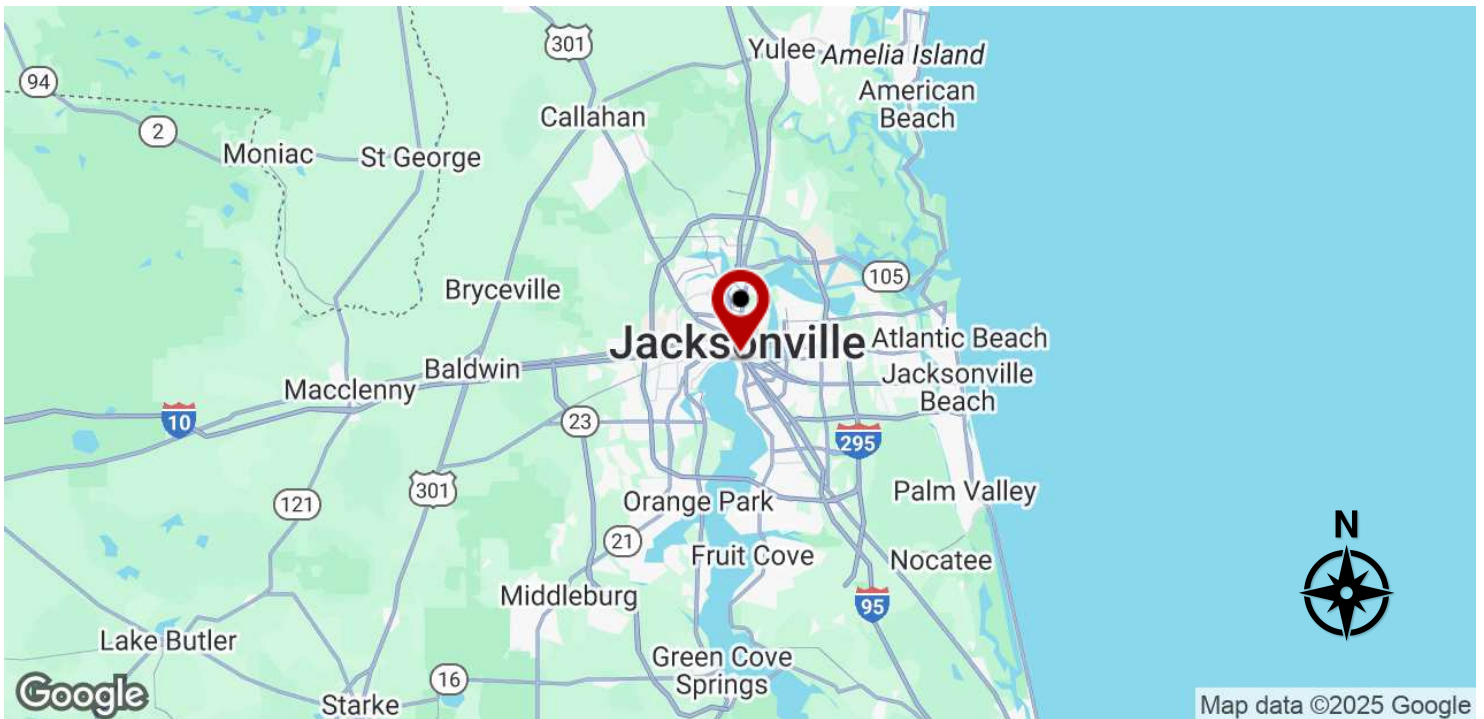 301
Yulee
Amelia Island
94
American
Beach
Callahan
2
Moniac
St George
105
Bryceville
Jacksonville
Atlantic Beach
Baldwin
Jacksonville
Beach
Macclenny
10
23
295
301
Palm Valley
121
Orange Park
N
21
Fruit Cove
Nocatee
Middleburg
95
Lake Butler
Green Cove
Springs
16
Google
Starke
Map data ©2025 Google